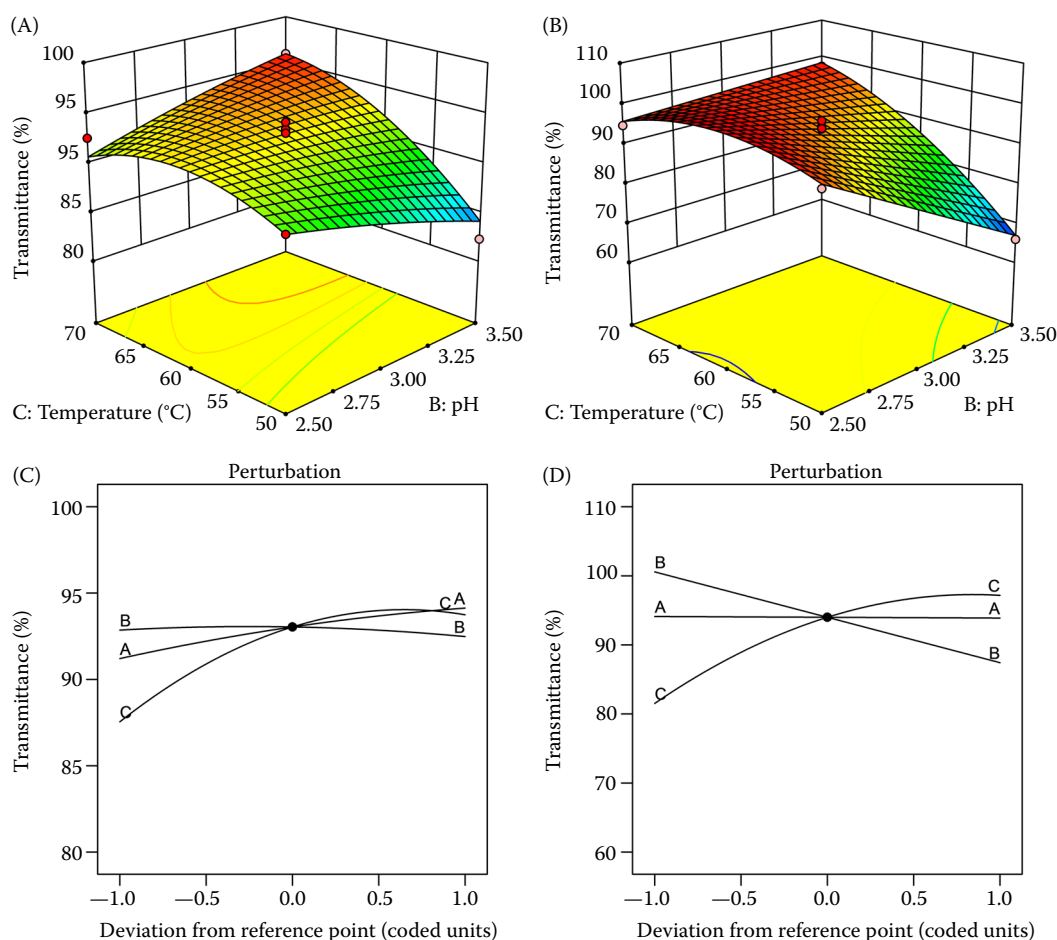 (A)
100
95
95
85
80
Transmittance (%)
70
65
60
55
50
C: Temperature (°C)
2.50
2.75
3.00
3.25
3.50
B: pH
(B)
110
100
90
80
70
60
Transmittance (%)
70
65
60
55
50
C: Temperature (°C)
2.50
2.75
3.00
3.25
3.50
B: pH
(C)
Perturbation
100
95
90
85
80
Transmittance (%)
B
A
C
C
A
B
—1.0
—0.5
0.0
0.5
1.0
Deviation from reference point (coded units)
(D)
Perturbation
110
100
90
80
70
60
Transmittance (%)
B
A
C
C
A
B
—1.0
—0.5
0.0
0.5
1.0
Deviation from reference point (coded units)